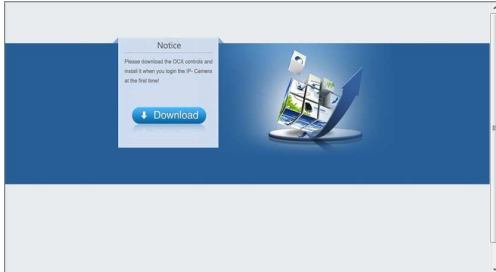 Notice
Please download the OCX controls and
install it when you login the IP- Camera
at the first time!
Download